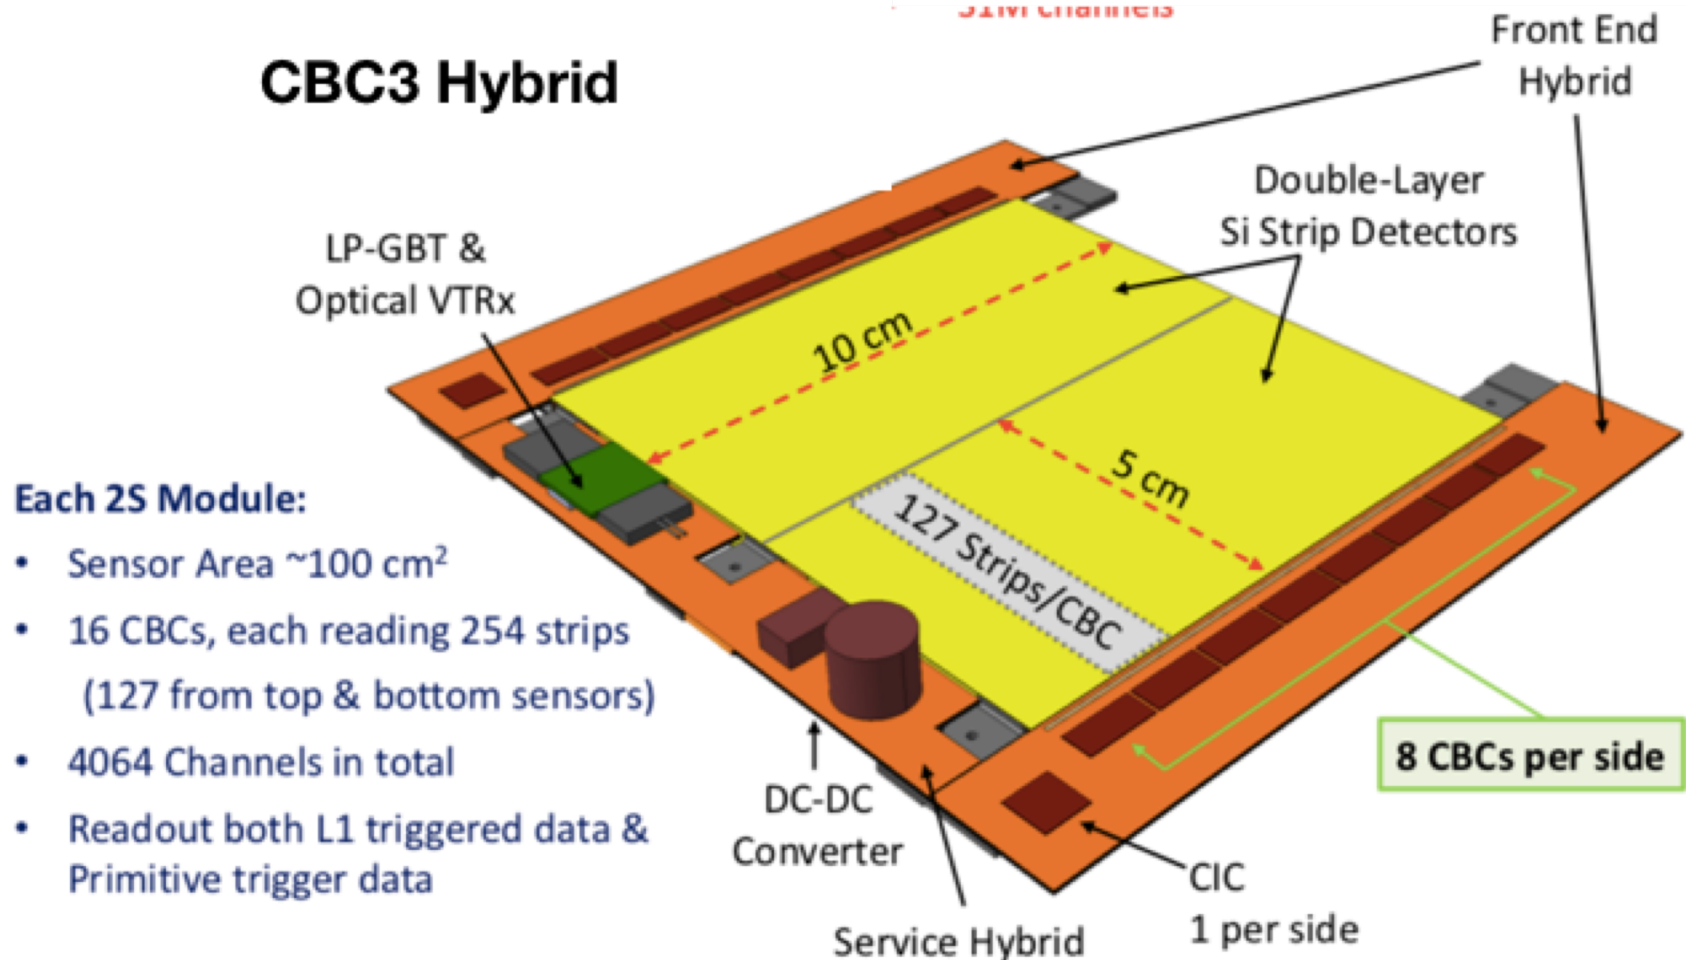 31M channels
CBC3 Hybrid
Front End
Hybrid
Double-Layer
Si Strip Detectors
LP-GBT &
Optical VTRx
10 cm
5 cm
127 Strips/CBC
Each 2S Module:
• Sensor Area ~100 cm²
• 16 CBCs, each reading 254 strips
(127 from top & bottom sensors)
• 4064 Channels in total
• Readout both L1 triggered data &
Primitive trigger data
8 CBCs per side
DC-DC
Converter
CIC
1 per side
Service Hybrid